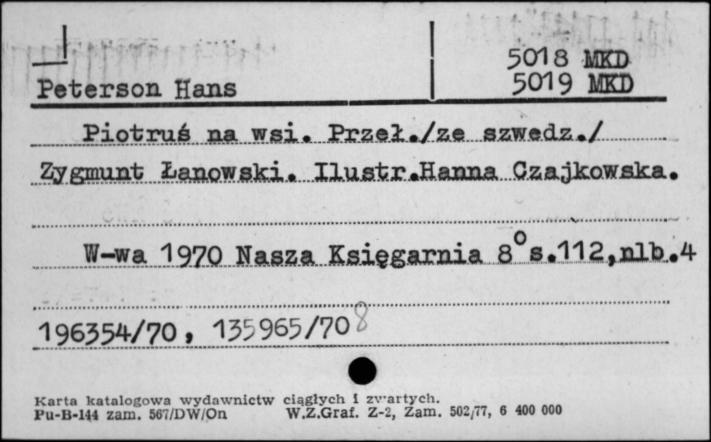 5018 MKD
Peterson Hans 5019 MKD
Piotruś na wsi. Przeł./ze szwedz./
Zygmunt Łanowski. Ilustr.Hanna Czajkowska.
W-wa 1970 Nasza Księgarnia 8° s.112,nlb.4
196354/70, 135965/70 8
Karta katalogowa wydawnictw ciągłych i zwartych.
Pu-B-144 zam. 567/DW/On W.Z.Graf. Z-2, Zam. 502/77, 6 400 000